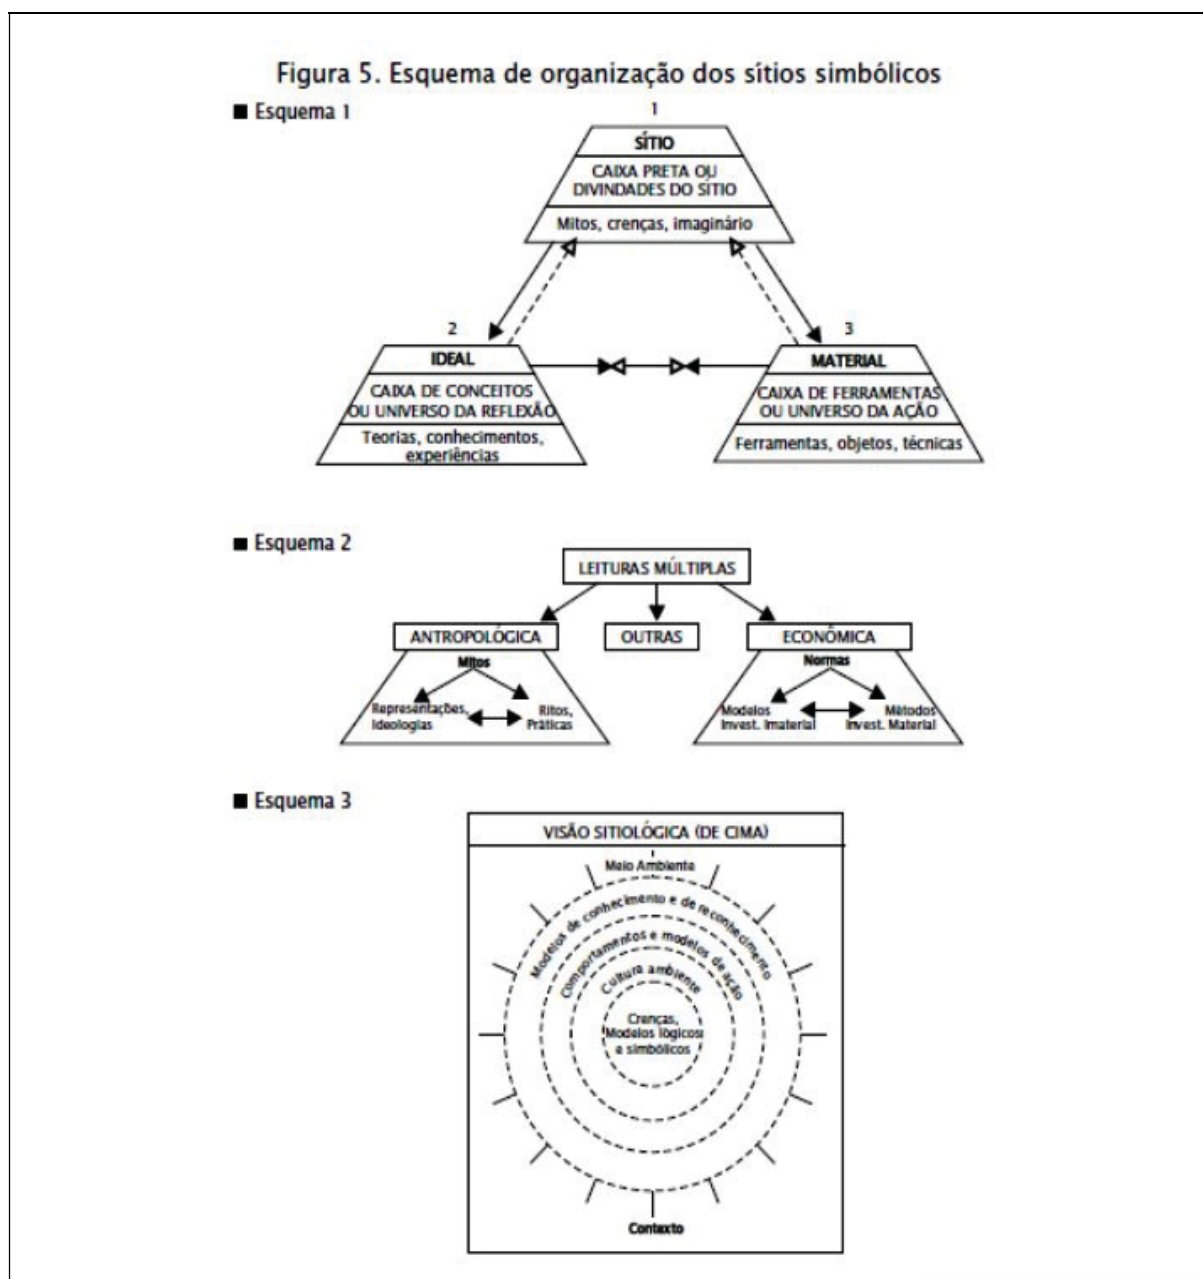 Figura 5. Esquema de organização dos sítios simbólicos
■ Esquema 1
1
SÍTIO
CAIXA PRETA OU
DIVINDADES DO SÍTIO
Mitos, crenças, imaginário
2
IDEAL
CAIXA DE CONCEITOS
OU UNIVERSO DA REFLEXÃO
Teorias, conhecimentos,
experiências
3
MATERIAL
CAIXA DE FERRAMENTAS
OU UNIVERSO DA AÇÃO
Ferramentas, objetos, técnicas
■ Esquema 2
LEITURAS MÚLTIPLAS
ANTROPOLÓGICA
OUTRAS
ECONÔMICA
Mitos
Representações,
Ideologias
Ritos,
Práticas
Normas
Modelos
Invest. Imaterial
Métodos
Invest. Material
■ Esquema 3
VISÃO SITIOLÓGICA (DE CIMA)
Meio Ambiente
Modelos de conhecimento e de reconhecimento
Comportamentos e modelos de ação
Cultura ambiente
Crenças,
Modelos lògicos
e simbólicos
Contexto